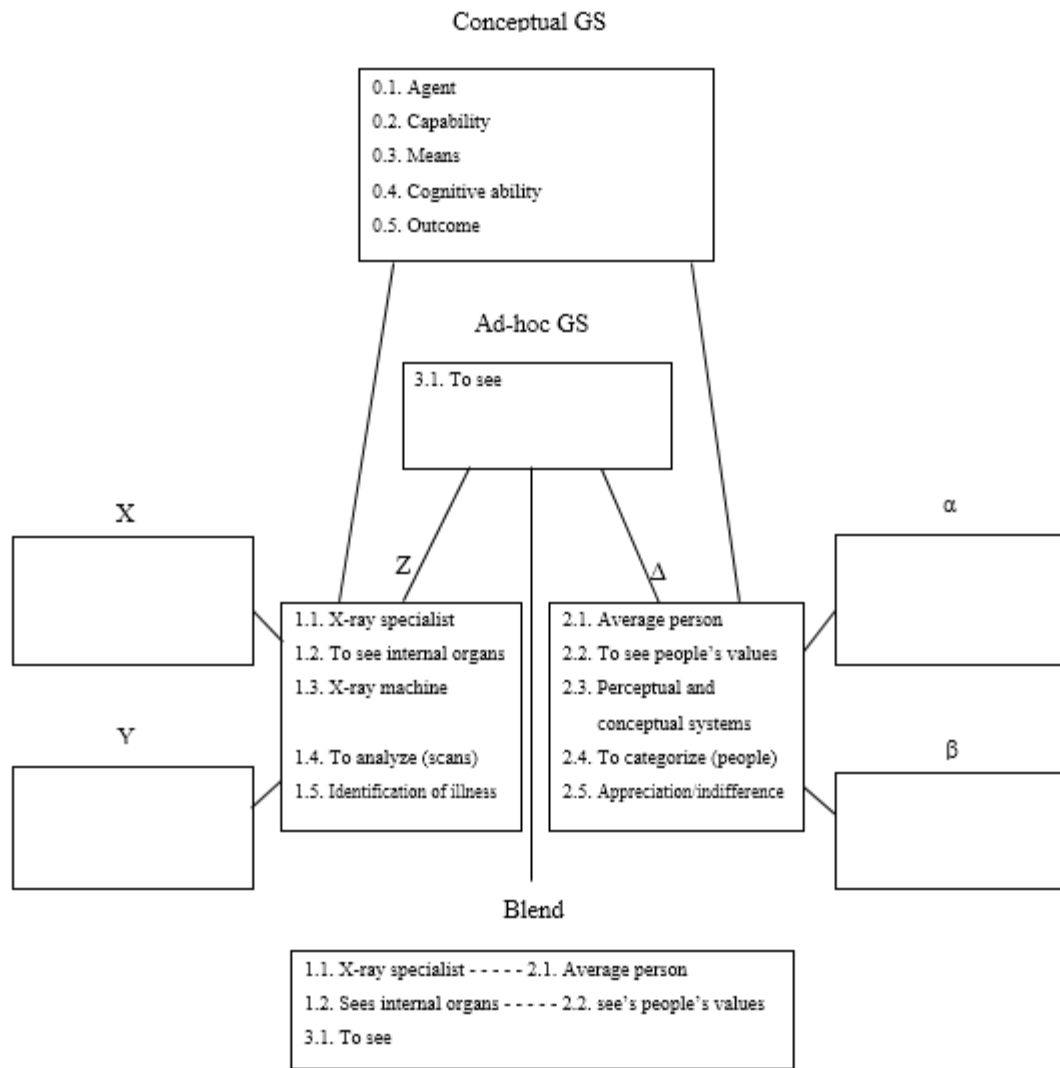 Conceptual GS
0.1. Agent
0.2. Capability
0.3. Means
0.4. Cognitive ability
0.5. Outcome
Ad-hoc GS
3.1. To see
X
α
Z
Δ
1.1. X-ray specialist
1.2. To see internal organs
1.3. X-ray machine
1.4. To analyze (scans)
1.5. Identification of illness
2.1. Average person
2.2. To see people's values
2.3. Perceptual and
conceptual systems
2.4. To categorize (people)
2.5. Appreciation/indifference
Y
β
Blend
1.1. X-ray specialist - - - - - 2.1. Average person
1.2. Sees internal organs - - - - - 2.2. see's people's values
3.1. To see